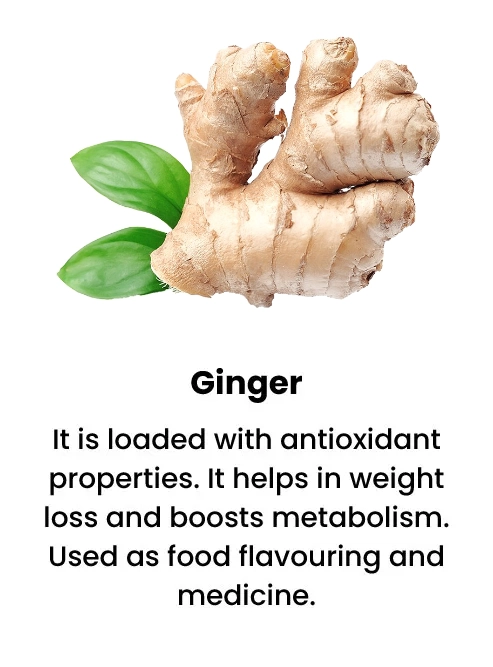 Ginger
It is loaded with antioxidant
properties. It helps in weight
loss and boosts metabolism.
Used as food flavouring and
medicine.